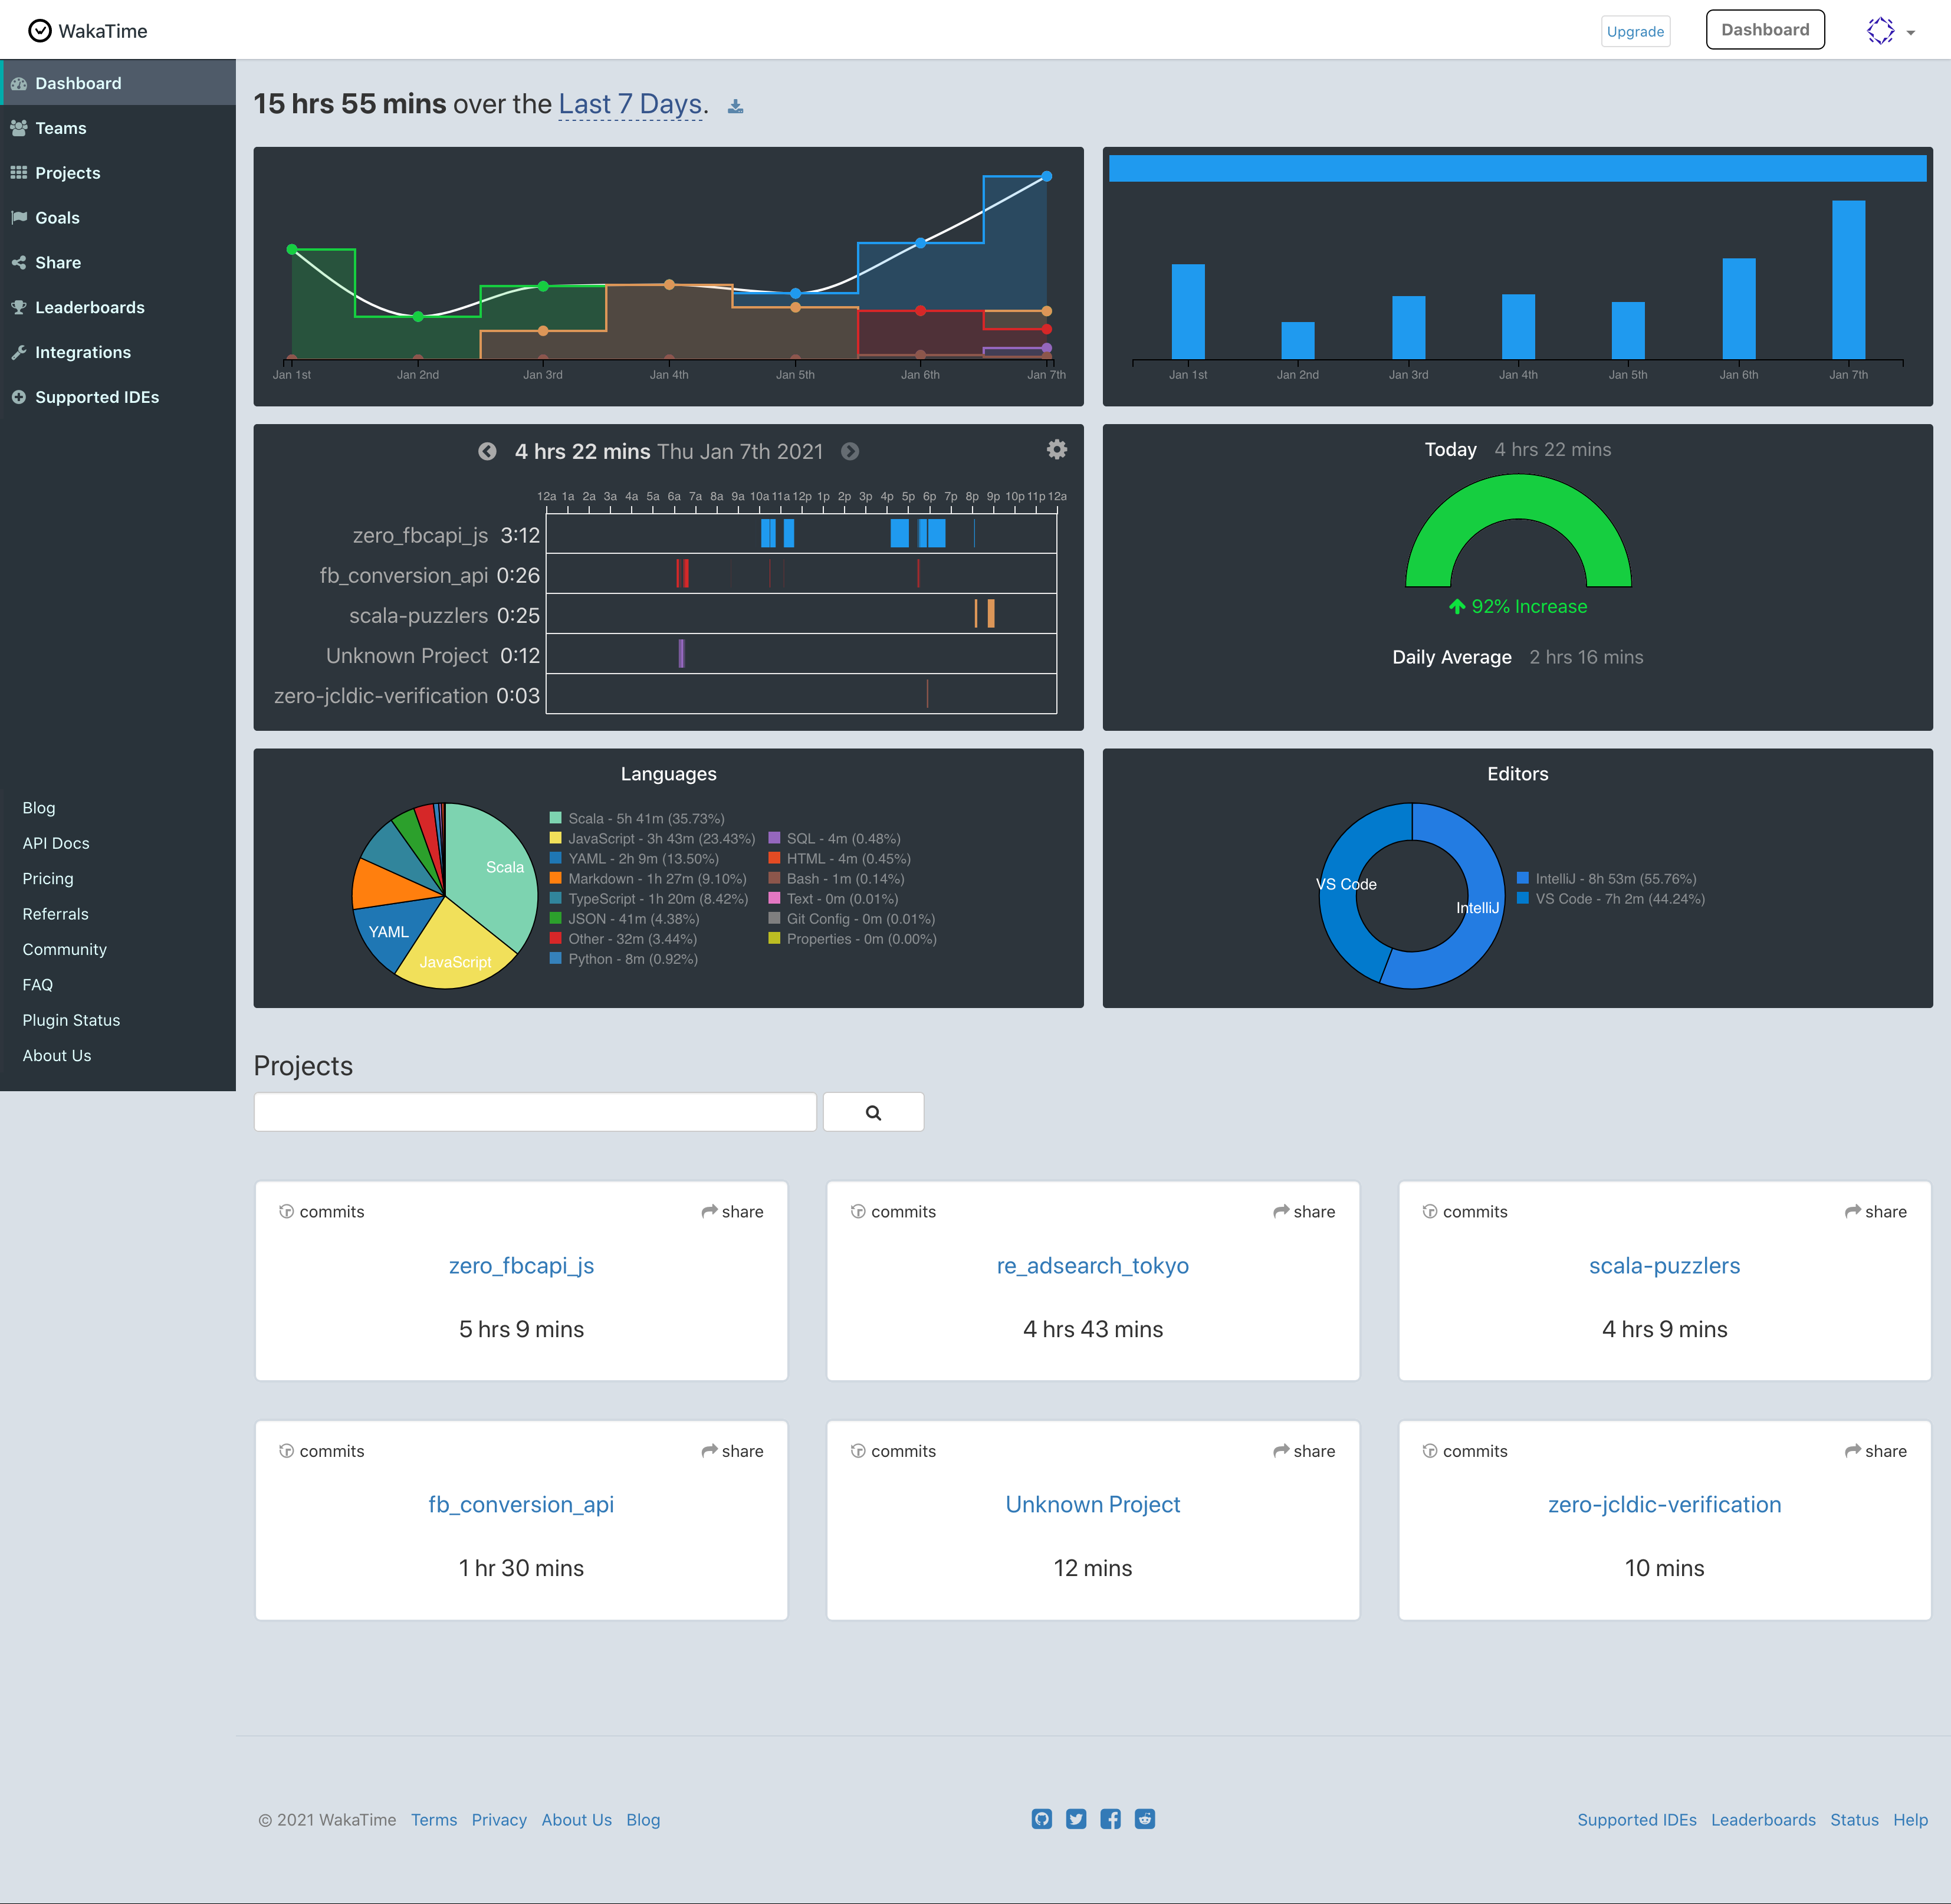 WakaTime
Upgrade
Dashboard
Dashboard
Teams
Projects
Goals
Share
Leaderboards
Integrations
Supported IDEs
Blog
API Docs
Pricing
Referrals
Community
FAQ
Plugin Status
About Us
15 hrs 55 mins over the Last 7 Days.
Jan 1st Jan 2nd Jan 3rd Jan 4th Jan 5th Jan 6th Jan 7th
Jan 1st Jan 2nd Jan 3rd Jan 4th Jan 5th Jan 6th Jan 7th
4 hrs 22 mins Thu Jan 7th 2021
12a 1a 2a 3a 4a 5a 6a 7a 8a 9a 10a 11a 12p 1p 2p 3p 4p 5p 6p 7p 8p 9p 10p 11p 12a
zero_fbcapi_js 3:12
fb_conversion_api 0:26
scala-puzzlers 0:25
Unknown Project 0:12
zero-jcldic-verification 0:03
Today 4 hrs 22 mins
92% Increase
Daily Average 2 hrs 16 mins
Languages
Scala
YAML
JavaScript
Scala - 5h 41m (35.73%)
JavaScript - 3h 43m (23.43%)
YAML - 2h 9m (13.50%)
Markdown - 1h 27m (9.10%)
TypeScript - 1h 20m (8.42%)
JSON - 41m (4.38%)
Other - 32m (3.44%)
Python - 8m (0.92%)
SQL - 4m (0.48%)
HTML - 4m (0.45%)
Bash - 1m (0.14%)
Text - 0m (0.01%)
Git Config - 0m (0.01%)
Properties - 0m (0.00%)
Editors
VS Code
IntelliJ
IntelliJ - 8h 53m (55.76%)
VS Code - 7h 2m (44.24%)
Projects
commits share
zero_fbcapi_js
5 hrs 9 mins
commits share
re_adsearch_tokyo
4 hrs 43 mins
commits share
scala-puzzlers
4 hrs 9 mins
commits share
fb_conversion_api
1 hr 30 mins
commits share
Unknown Project
12 mins
commits share
zero-jcldic-verification
10 mins
© 2021 WakaTime Terms Privacy About Us Blog
Supported IDEs Leaderboards Status Help